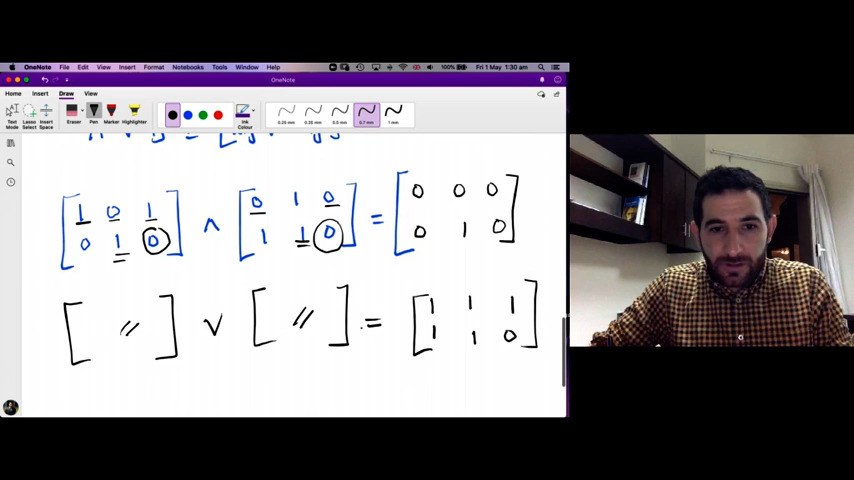 OneNote File Edit View Insert Format Notebooks Tools Window Help 100% Fri 1 May 1:30 am
OneNote
Home Insert Draw View
Text Mode Lasso Select Insert Space Eraser Pen Marker Highlighter Ink Colour 0.25 mm 0.35 mm 0.5 mm 0.7 mm 1 mm
[1 0 1 ∧ [0 1 0 = [0 0 0
0 1 0] 1 1 0] 0 1 0]
[ // ] ∨ [ // ] = [1 1 1
1 1 0]